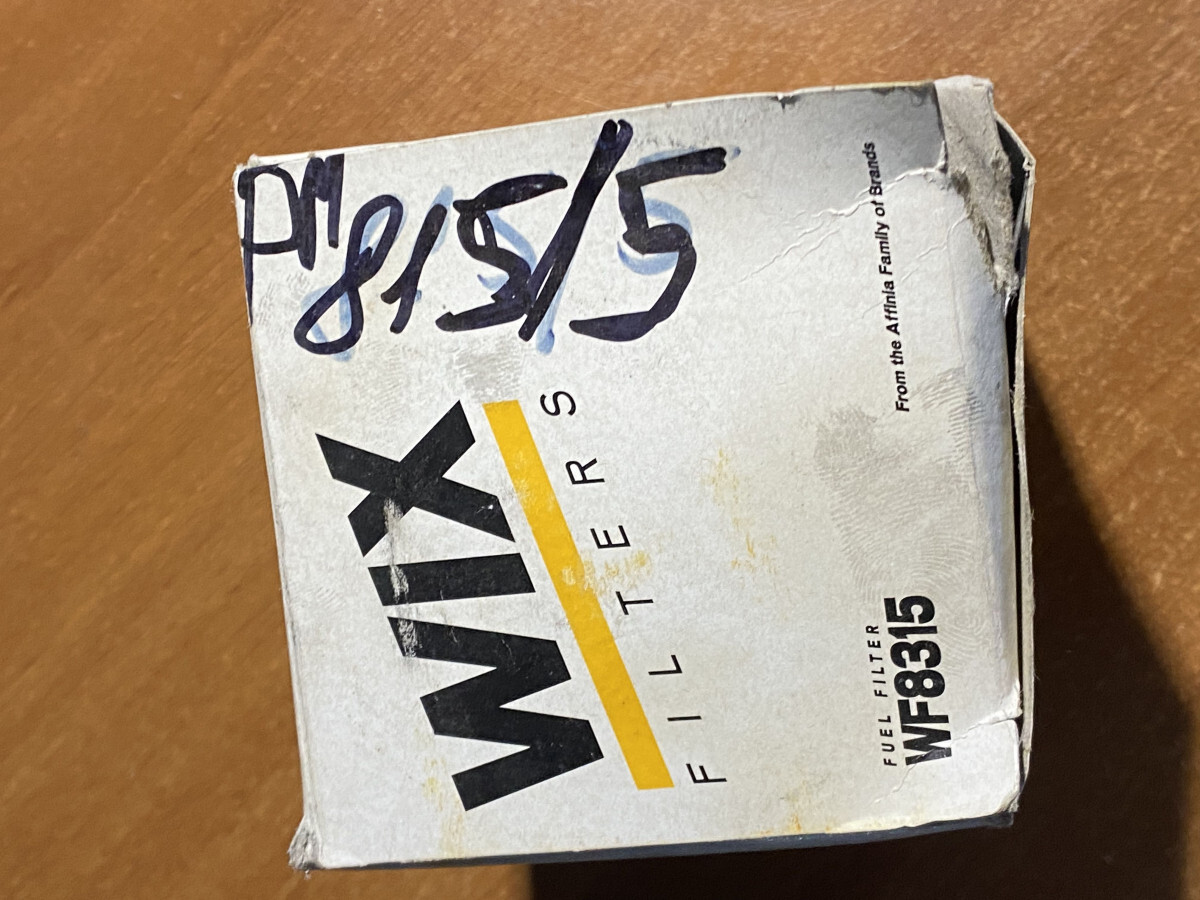 PM
815/5
WIX
FILTERS
FUEL FILTER
WF8315
From the Affinia Family of Brands